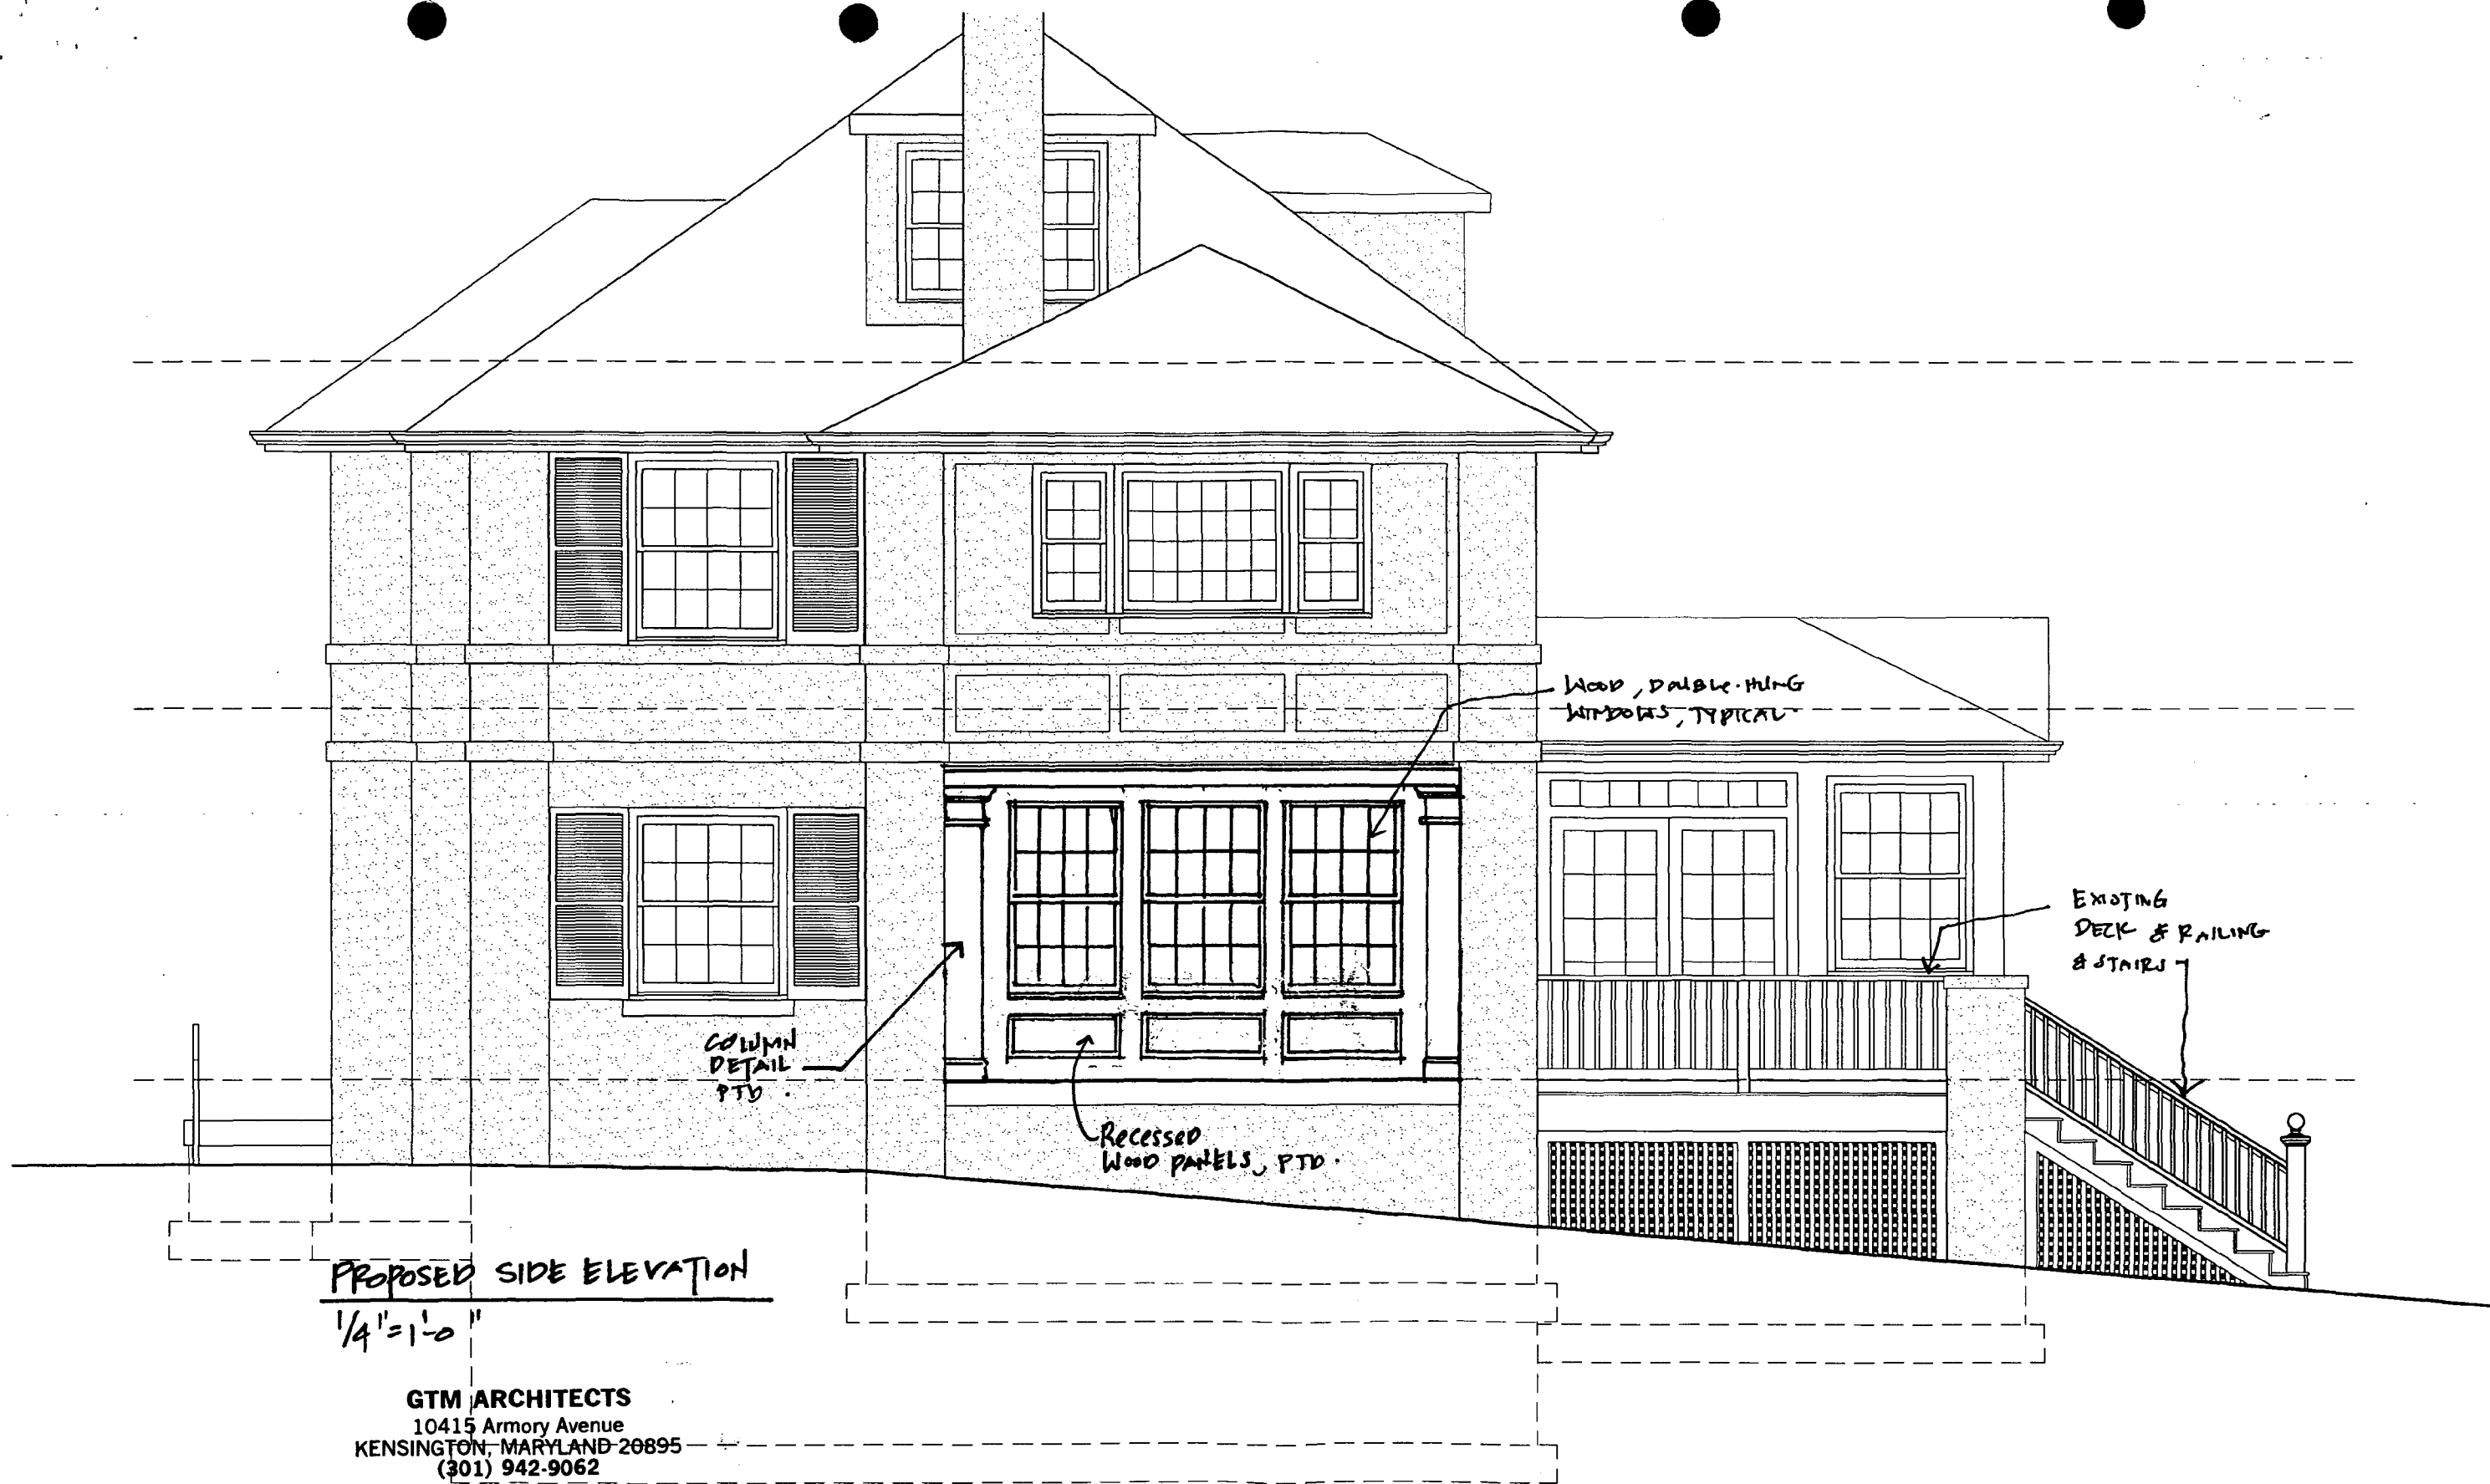 WOOD, DOUBLE-HUNG
WINDOWS, TYPICAL
EXISTING
DECK & RAILING
& STAIRS
COLUMN
DETAIL
PTD.
Recessed
WOOD PANELS, PTD.
PROPOSED SIDE ELEVATION
1/4"=1'-0"
GTM ARCHITECTS
10415 Armory Avenue
KENSINGTON, MARYLAND 20895
(301) 942-9062